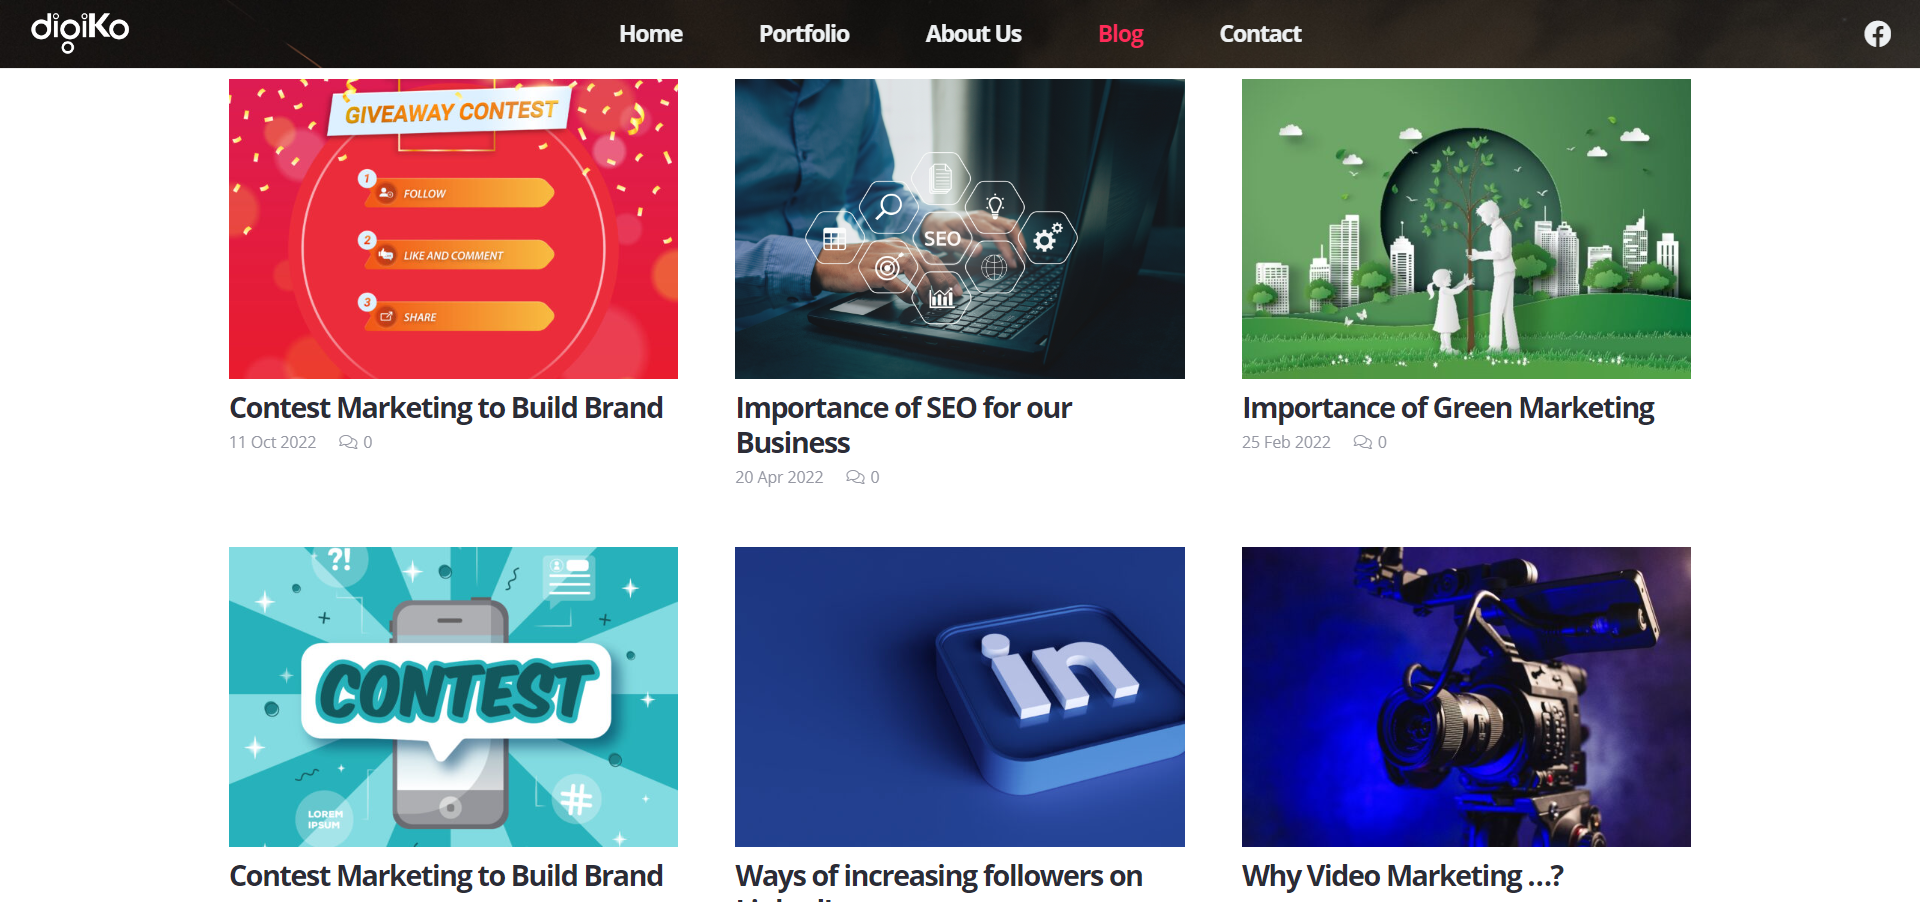 digiKo
Home
Portfolio
About Us
Blog
Contact
GIVEAWAY CONTEST
1
FOLLOW
2
LIKE AND COMMENT
3
SHARE
SEO
Contest Marketing to Build Brand
11 Oct 2022
0
Importance of SEO for our
Business
20 Apr 2022
0
Importance of Green Marketing
25 Feb 2022
0
?!
CONTEST
#
LOREM
IPSUM
in
Contest Marketing to Build Brand
Ways of increasing followers on
Why Video Marketing …?